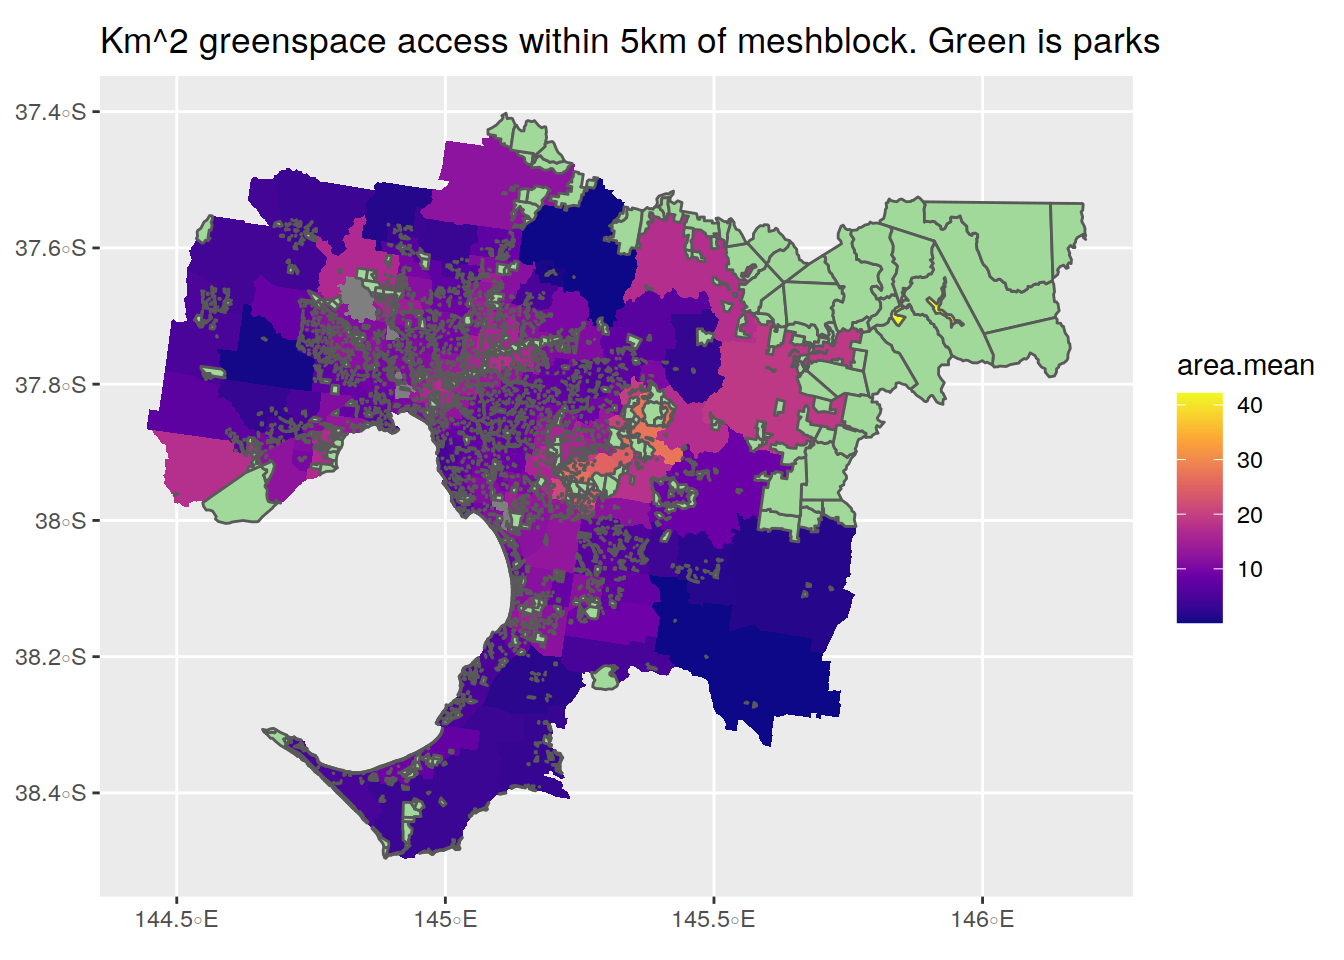 Km^2 greenspace access within 5km of meshblock. Green is parks
37.4°S
37.6°S
37.8°S
38°S
38.2°S
38.4°S
144.5°E
145°E
145.5°E
146°E
area.mean
40
30
20
10